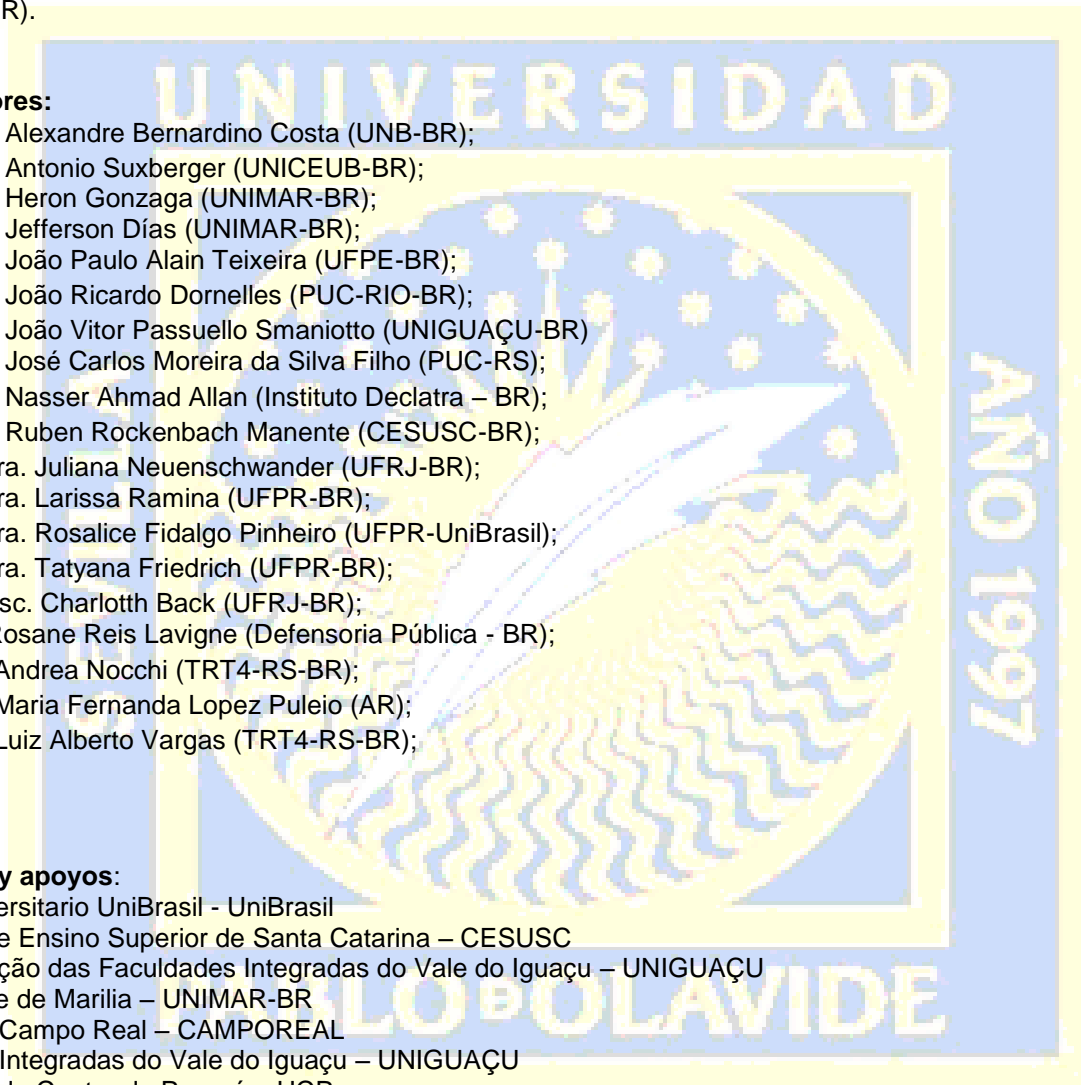 R).
UNIVERSIDAD
ores:
Alexandre Bernardino Costa (UNB-BR);
Antonio Suxberger (UNICEUB-BR);
Heron Gonzaga (UNIMAR-BR);
Jefferson Días (UNIMAR-BR);
João Paulo Alain Teixeira (UFPE-BR);
João Ricardo Dornelles (PUC-RIO-BR);
João Vitor Passuello Smaniotto (UNIGUAÇU-BR)
José Carlos Moreira da Silva Filho (PUC-RS);
Nasser Ahmad Allan (Instituto Declatra – BR);
Ruben Rockenbach Manente (CESUSC-BR);
ra. Juliana Neuenschwander (UFRJ-BR);
ra. Larissa Ramina (UFPR-BR);
ra. Rosalice Fidalgo Pinheiro (UFPR-UniBrasil);
ra. Tatyana Friedrich (UFPR-BR);
sc. Charlotth Back (UFRJ-BR);
Rosane Reis Lavigne (Defensoria Pública - BR);
Andrea Nocchi (TRT4-RS-BR);
Maria Fernanda Lopez Puleio (AR);
Luiz Alberto Vargas (TRT4-RS-BR);
SEVILLA
AÑO 1997
y apoyos:
ersitario UniBrasil - UniBrasil
e Ensino Superior de Santa Catarina – CESUSC
ção das Faculdades Integradas do Vale do Iguaçu – UNIGUAÇU
e de Marilia – UNIMAR-BR
Campo Real – CAMPOREAL
Integradas do Vale do Iguaçu – UNIGUAÇU
PABLO DE OLAVIDE